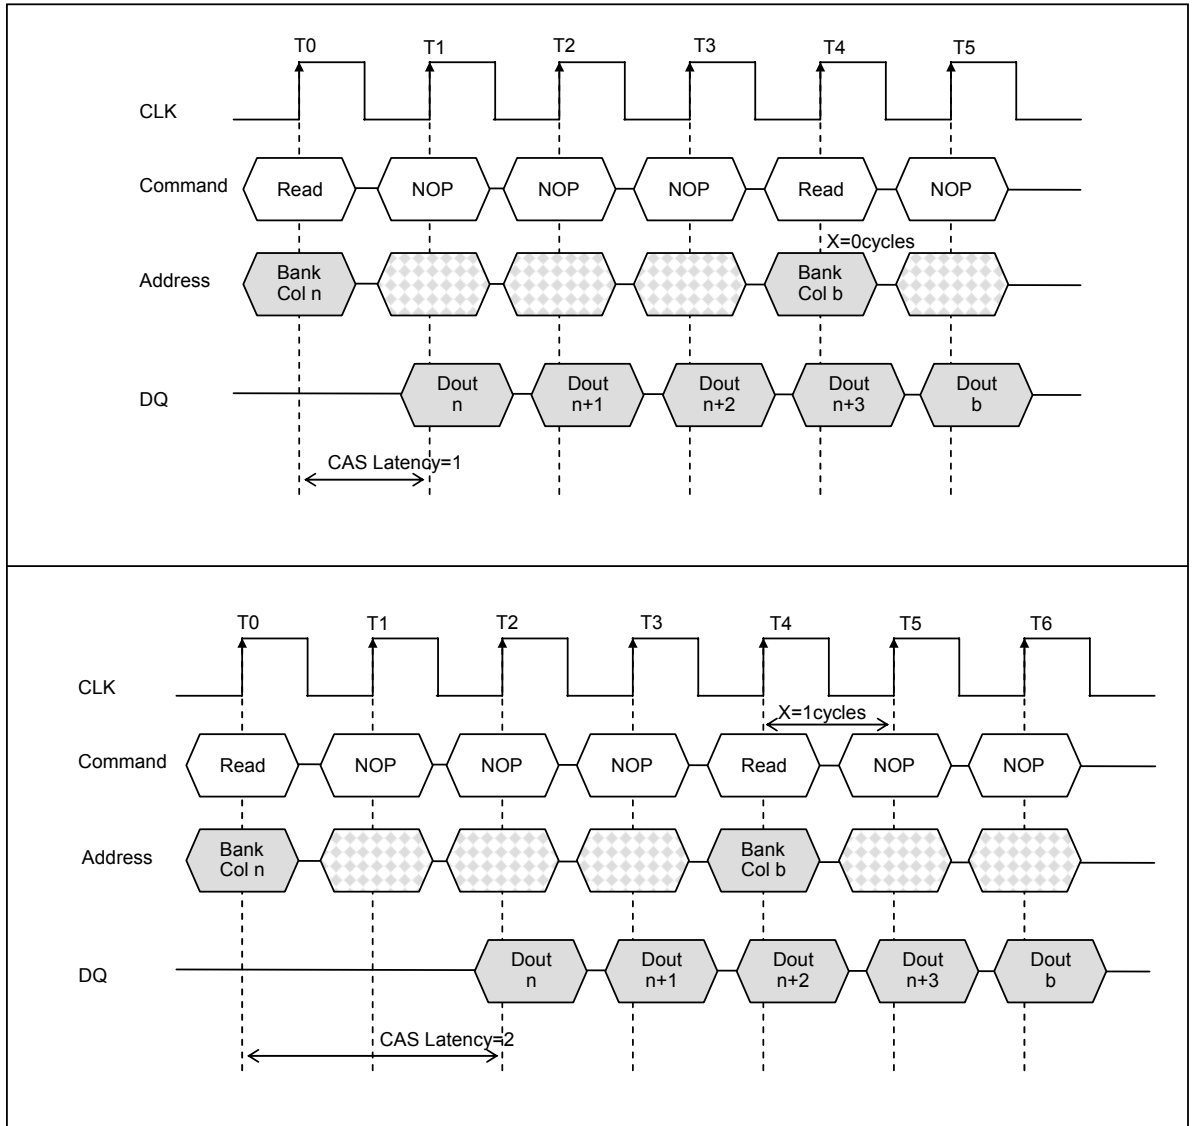 T0 T1 T2 T3 T4 T5
CLK
Command Read NOP NOP NOP Read NOP
X=0cycles
Address Bank Col n Bank Col b
DQ Dout n Dout n+1 Dout n+2 Dout n+3 Dout b
CAS Latency=1
T0 T1 T2 T3 T4 T5 T6
CLK
X=1cycles
Command Read NOP NOP NOP Read NOP NOP
Address Bank Col n Bank Col b
DQ Dout n Dout n+1 Dout n+2 Dout n+3 Dout b
CAS Latency=2